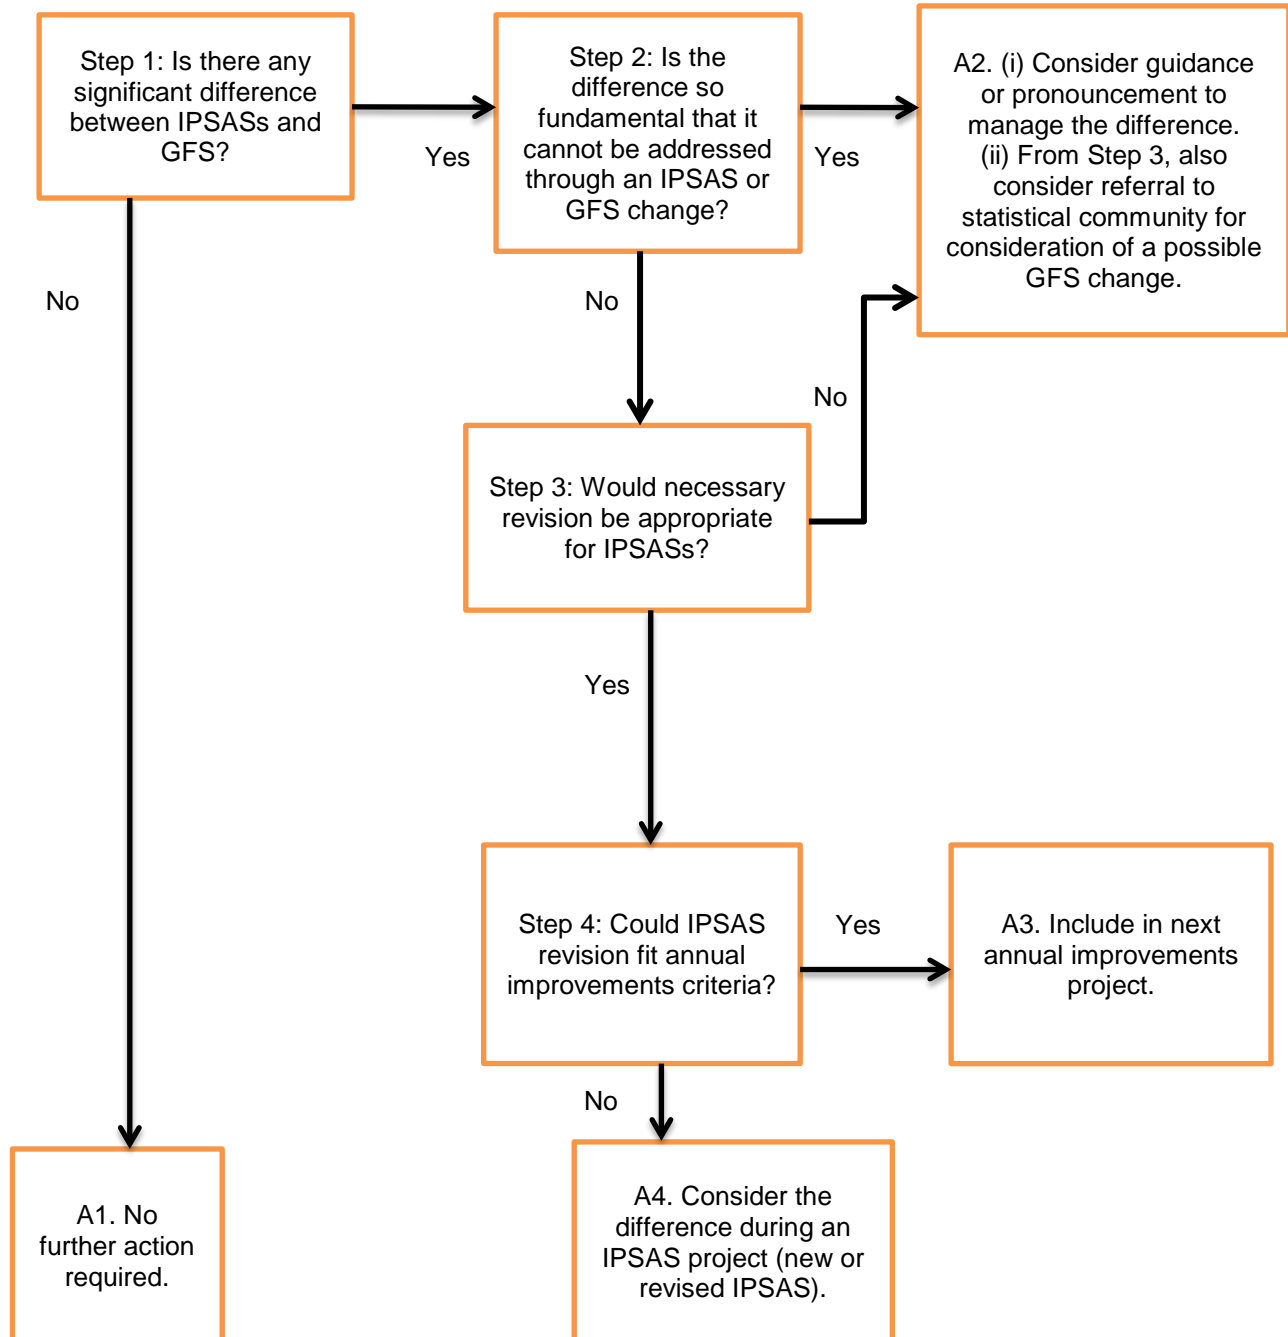 Step 1: Is there any
significant difference
between IPSASs and
GFS?
Yes
Step 2: Is the
difference so
fundamental that it
cannot be addressed
through an IPSAS or
GFS change?
Yes
A2. (i) Consider guidance
or pronouncement to
manage the difference.
(ii) From Step 3, also
consider referral to
statistical community for
consideration of a possible
GFS change.
No
No
No
Step 3: Would necessary
revision be appropriate
for IPSASs?
Yes
Step 4: Could IPSAS
revision fit annual
improvements criteria?
Yes
A3. Include in next
annual improvements
project.
No
A1. No
further action
required.
A4. Consider the
difference during an
IPSAS project (new or
revised IPSAS).